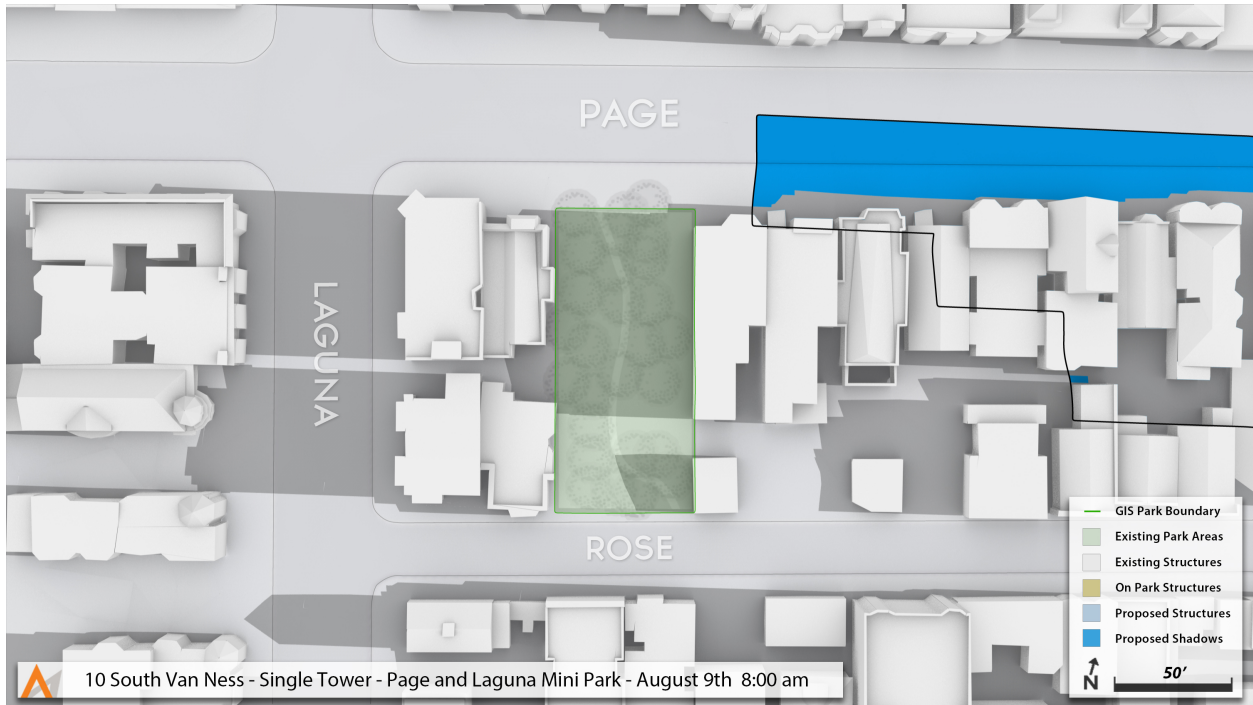 PAGE
LAGUNA
ROSE
GIS Park Boundary
Existing Park Areas
Existing Structures
On Park Structures
Proposed Structures
Proposed Shadows
N
50’
10 South Van Ness - Single Tower - Page and Laguna Mini Park - August 9th 8:00 am